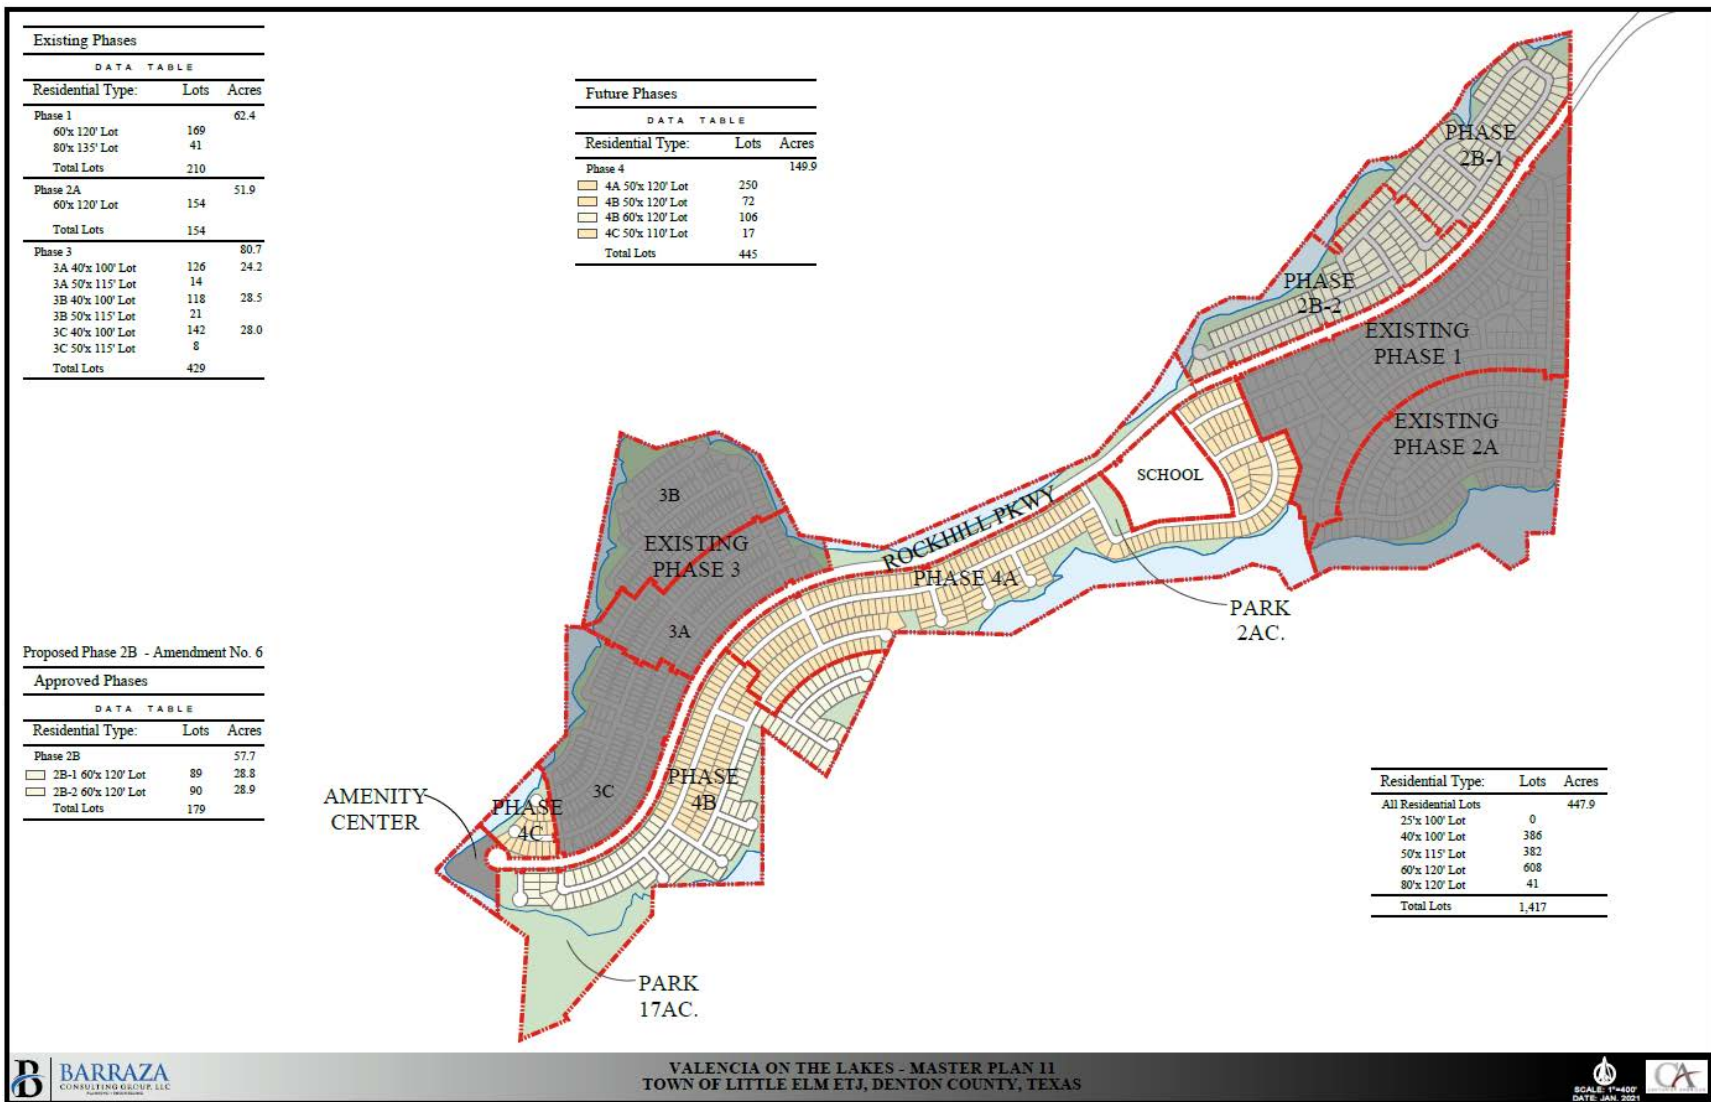 Existing Phases
DATA TABLE
Residential Type: Lots Acres
Phase 1 62.4
60'x 120' Lot 169
80'x 135' Lot 41
Total Lots 210
Phase 2A 51.9
60'x 120' Lot 154
Total Lots 154
Phase 3 80.7
3A 40'x 100' Lot 126 24.2
3A 50'x 115' Lot 14
3B 40'x 100' Lot 118 28.5
3B 50'x 115' Lot 21
3C 40'x 100' Lot 142 28.0
3C 50'x 115' Lot 8
Total Lots 429
Future Phases
DATA TABLE
Residential Type: Lots Acres
Phase 4 149.9
4A 50'x 120' Lot 250
4B 50'x 120' Lot 72
4B 60'x 120' Lot 106
4C 50'x 110' Lot 17
Total Lots 445
PHASE
2B-1
PHASE
2B-2
EXISTING
PHASE 1
EXISTING
PHASE 2A
SCHOOL
ROCKHILL PKWY
3B
EXISTING
PHASE 3
3A
PHASE 4A
PARK
2AC.
Proposed Phase 2B - Amendment No. 6
Approved Phases
DATA TABLE
Residential Type: Lots Acres
Phase 2B 57.7
2B-1 60'x 120' Lot 89 28.8
2B-2 60'x 120' Lot 90 28.9
Total Lots 179
AMENITY
CENTER
PHASE
4C
3C
PHASE
4B
PARK
17AC.
Residential Type: Lots Acres
All Residential Lots 447.9
25'x 100' Lot 0
40'x 100' Lot 386
50'x 115' Lot 382
60'x 120' Lot 608
80'x 120' Lot 41
Total Lots 1,417
B BARRAZA
CONSULTING GROUP, LLC
VALENCIA ON THE LAKES - MASTER PLAN 11
TOWN OF LITTLE ELM ETJ, DENTON COUNTY, TEXAS
SCALE: 1"=400'
DATE: JAN. 2021
CA